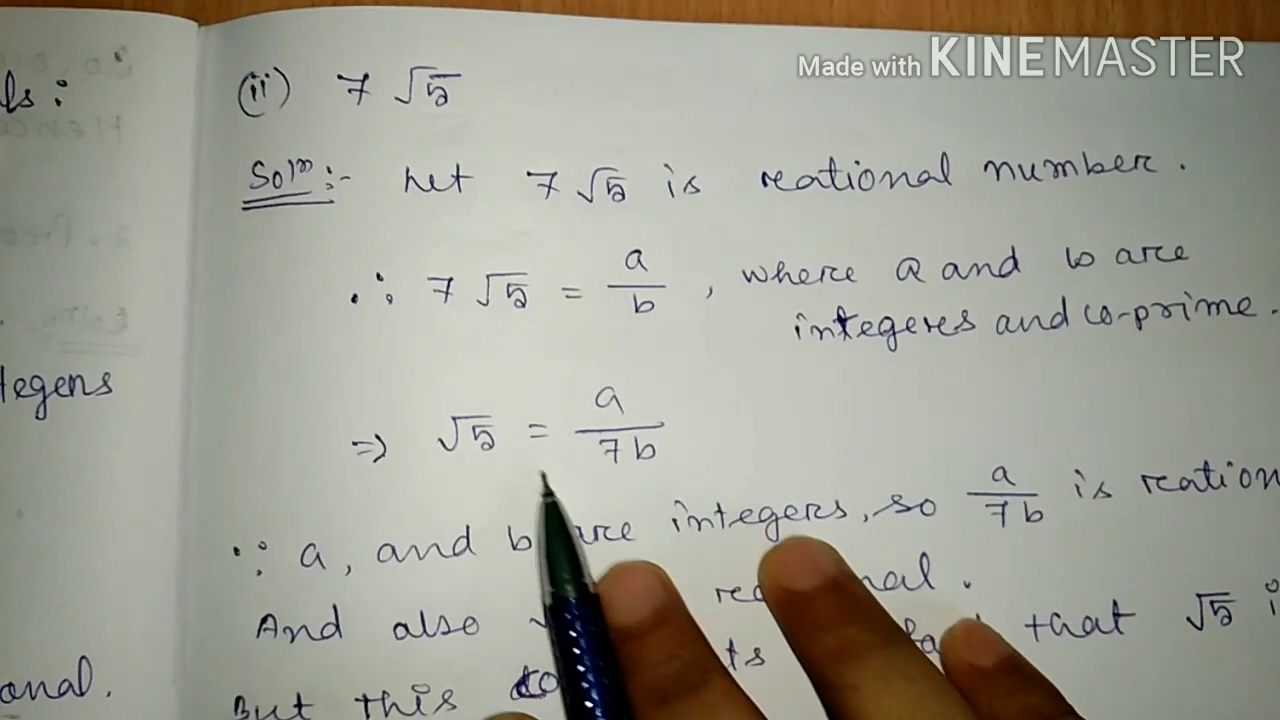 Made with KINEMASTER
ls :
(ii) 7 √5
Solⁿ :- Let 7√5 is rational number.
∴ 7√5 = a/b , where a and b are
integers and co-prime.
tegens
⇒ √5 = a/7b
∵ a, and b are integers, so a/7b is ration
And also
But this that √5 i
onal.